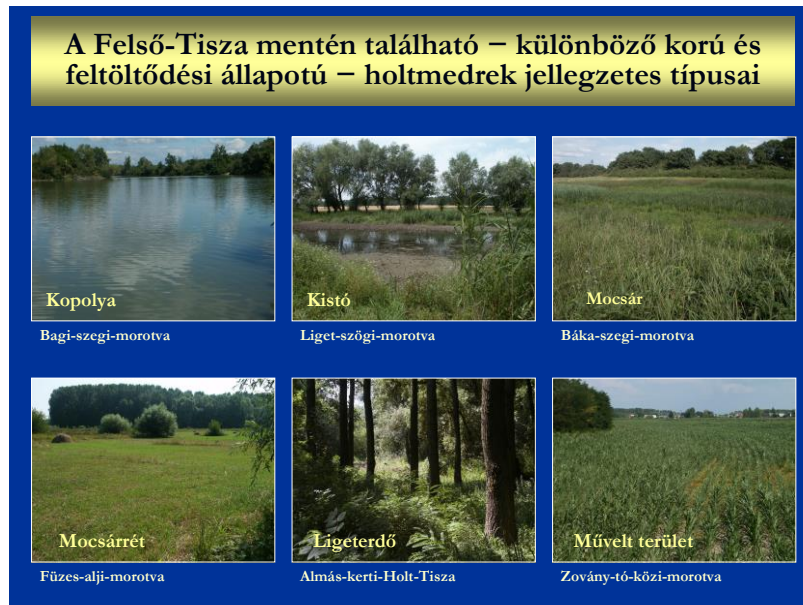 A Felső-Tisza mentén található – különböző korú és
feltöltődési állapotú – holtmedrek jellegzetes típusai
Kopolya
Kistó
Mocsár
Bagi-szegi-morotva
Liget-szögi-morotva
Báka-szegi-morotva
Mocsárrét
Ligeterdő
Művelt terület
Füzes-alji-morotva
Almás-kerti-Holt-Tisza
Zovány-tó-közi-morotva